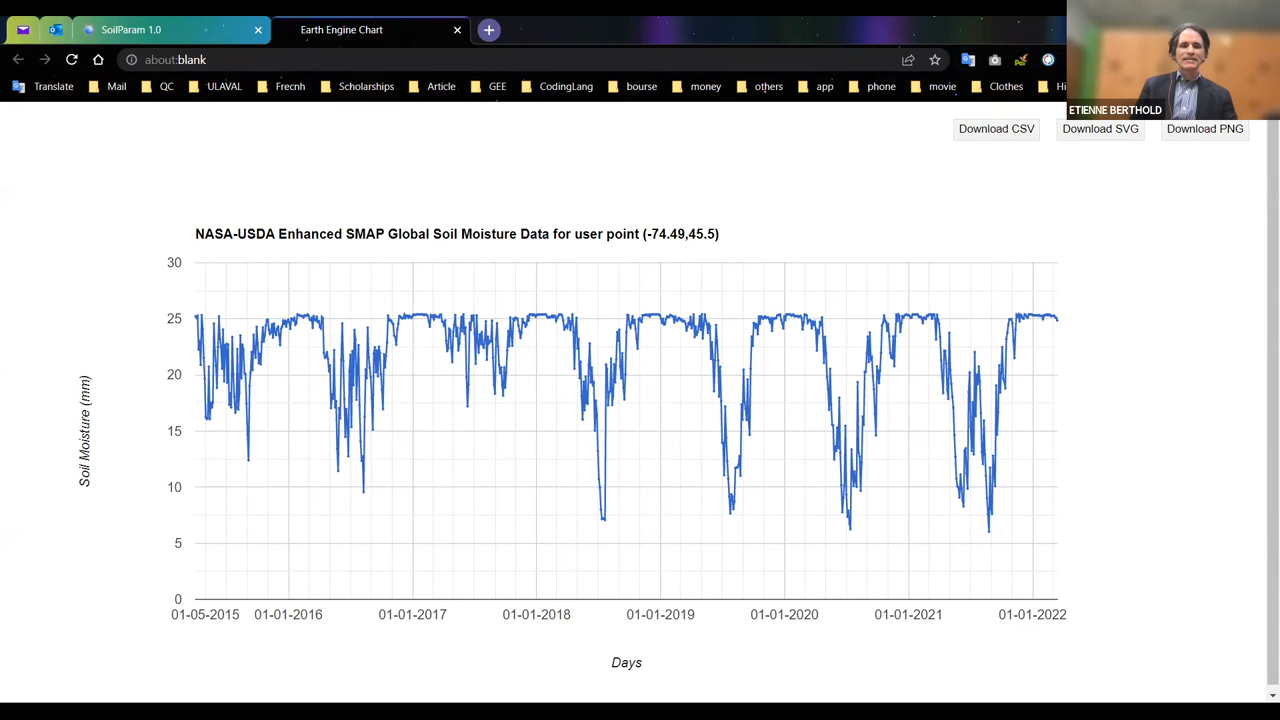 SoilParam 1.0
Earth Engine Chart
about:blank
Translate Mail QC ULAVAL Frecnh Scholarships Article GEE CodingLang bourse money others app phone movie Clothes Hi
ETIENNE BERTHOLD
Download CSV Download SVG Download PNG
NASA-USDA Enhanced SMAP Global Soil Moisture Data for user point (-74.49,45.5)
30
25
20
15
10
5
0
Soil Moisture (mm)
01-05-2015 01-01-2016 01-01-2017 01-01-2018 01-01-2019 01-01-2020 01-01-2021 01-01-2022
Days